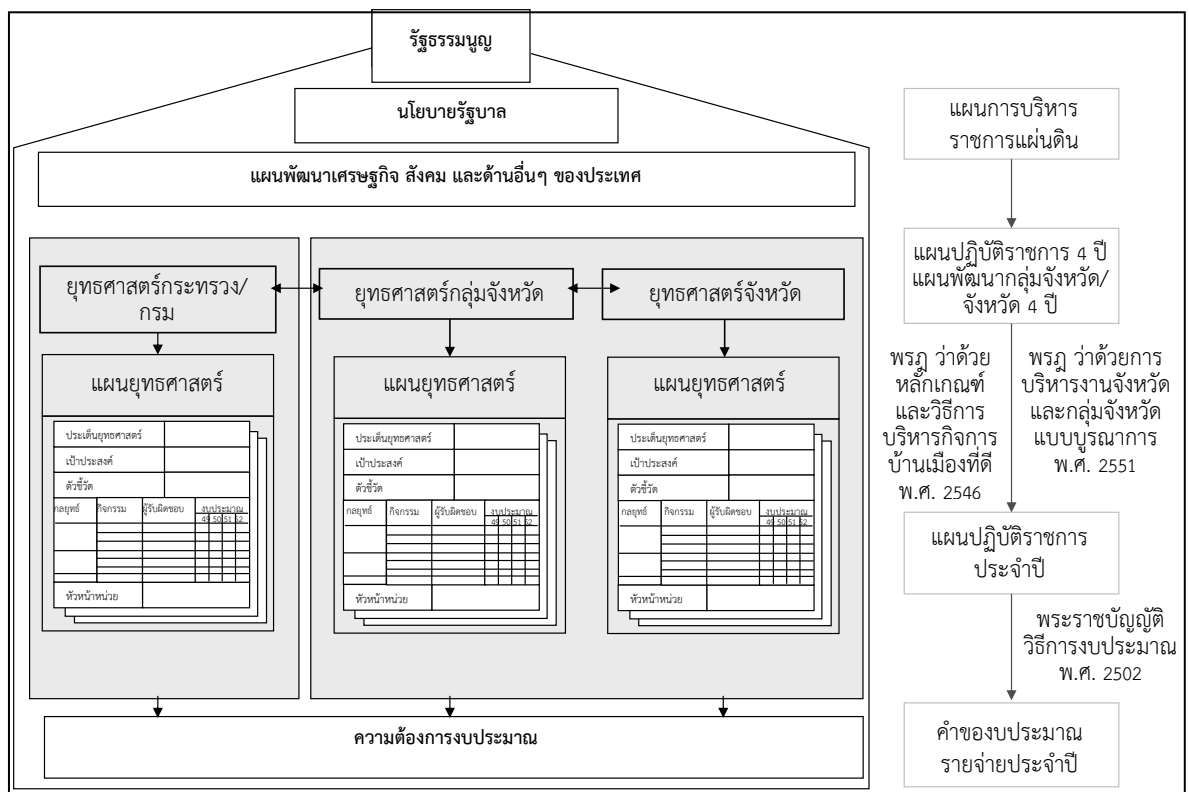 รัฐธรรมนูญ
นโยบายรัฐบาล
แผนพัฒนาเศรษฐกิจ สังคม และด้านอื่นๆ ของประเทศ
ยุทธศาสตร์กระทรวง/
กรม
ยุทธศาสตร์กลุ่มจังหวัด
ยุทธศาสตร์จังหวัด
แผนยุทธศาสตร์
ประเด็นยุทธศาสตร์
เป้าประสงค์
ตัวชี้วัด
กลยุทธ์ กิจกรรม ผู้รับผิดชอบ งบประมาณ
49 50 51 52
หัวหน้าหน่วย
แผนยุทธศาสตร์
ประเด็นยุทธศาสตร์
เป้าประสงค์
ตัวชี้วัด
กลยุทธ์ กิจกรรม ผู้รับผิดชอบ งบประมาณ
49 50 51 52
หัวหน้าหน่วย
แผนยุทธศาสตร์
ประเด็นยุทธศาสตร์
เป้าประสงค์
ตัวชี้วัด
กลยุทธ์ กิจกรรม ผู้รับผิดชอบ งบประมาณ
49 50 51 52
หัวหน้าหน่วย
ความต้องการงบประมาณ
แผนการบริหาร
ราชการแผ่นดิน
แผนปฏิบัติราชการ 4 ปี
แผนพัฒนากลุ่มจังหวัด/
จังหวัด 4 ปี
พรฎ ว่าด้วย
หลักเกณฑ์
และวิธีการ
บริหารกิจการ
บ้านเมืองที่ดี
พ.ศ. 2546
พรฎ ว่าด้วยการ
บริหารงานจังหวัด
และกลุ่มจังหวัด
แบบบูรณาการ
พ.ศ. 2551
แผนปฏิบัติราชการ
ประจำปี
พระราชบัญญัติ
วิธีการงบประมาณ
พ.ศ. 2502
คำของบประมาณ
รายจ่ายประจำปี